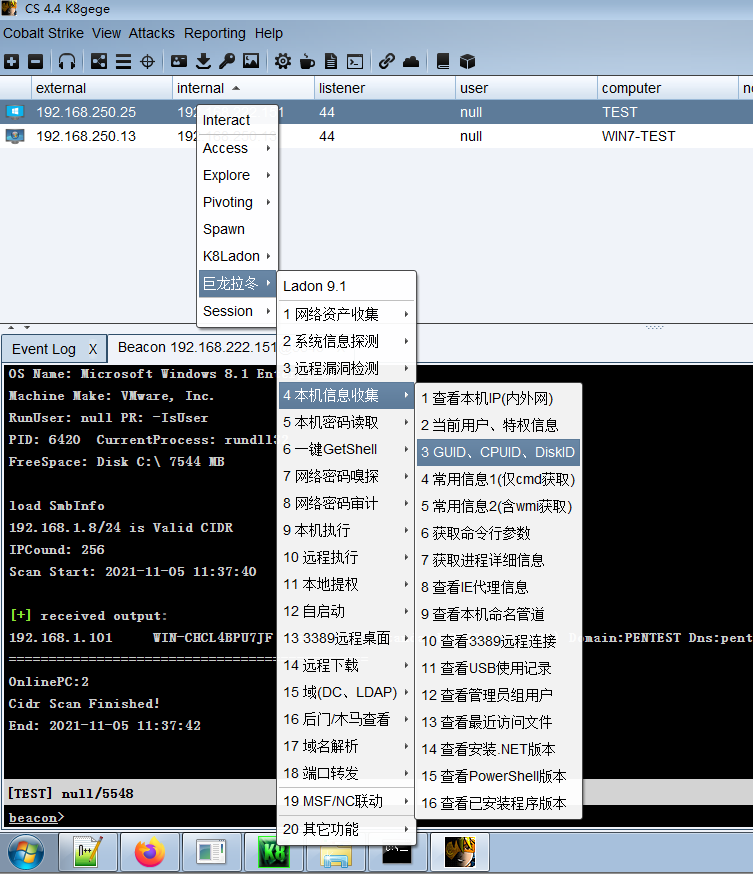 CS 4.4 K8gege
Cobalt Strike View Attacks Reporting Help
external internal listener user computer
192.168.250.25 44 null TEST
192.168.250.13 44 null WIN7-TEST
Interact
Access
Explore
Pivoting
Spawn
K8Ladon
巨龙拉冬
Session
Ladon 9.1
1 网络资产收集
2 系统信息探测
3 远程漏洞检测
4 本机信息收集
5 本机密码读取
6 一键GetShell
7 网络密码嗅探
8 网络密码审计
9 本机执行
10 远程执行
11 本地提权
12 自启动
13 3389远程桌面
14 远程下载
15 域(DC、LDAP)
16 后门/木马查看
17 域名解析
18 端口转发
19 MSF/NC联动
20 其它功能
1 查看本机IP(内外网)
2 当前用户、特权信息
3 GUID、CPUID、DiskID
4 常用信息1(仅cmd获取)
5 常用信息2(含wmi获取)
6 获取命令行参数
7 获取进程详细信息
8 查看IE代理信息
9 查看本机命名管道
10 查看3389远程连接
11 查看USB使用记录
12 查看管理员组用户
13 查看最近访问文件
14 查看安装.NET版本
15 查看PowerShell版本
16 查看已安装程序版本
Event Log X Beacon 192.168.222.151
OS Name: Microsoft Windows 8.1
Machine Make: VMware, Inc.
RunUser: null PR: -IsUser
PID: 6420 CurrentProcess:
FreeSpace: Disk C:\ 7544 MB
load SmbInfo
192.168.1.8/24 is Valid CIDR
IPCound: 256
Scan Start: 2021-11-05 11:37:40
[+] received output:
192.168.1.101 WIN-CHCL4BPU7JF Domain:PENTEST
=============================================
OnlinePC:2
Cidr Scan Finished!
End: 2021-11-05 11:37:42
[TEST] null/5548
beacon>
K8